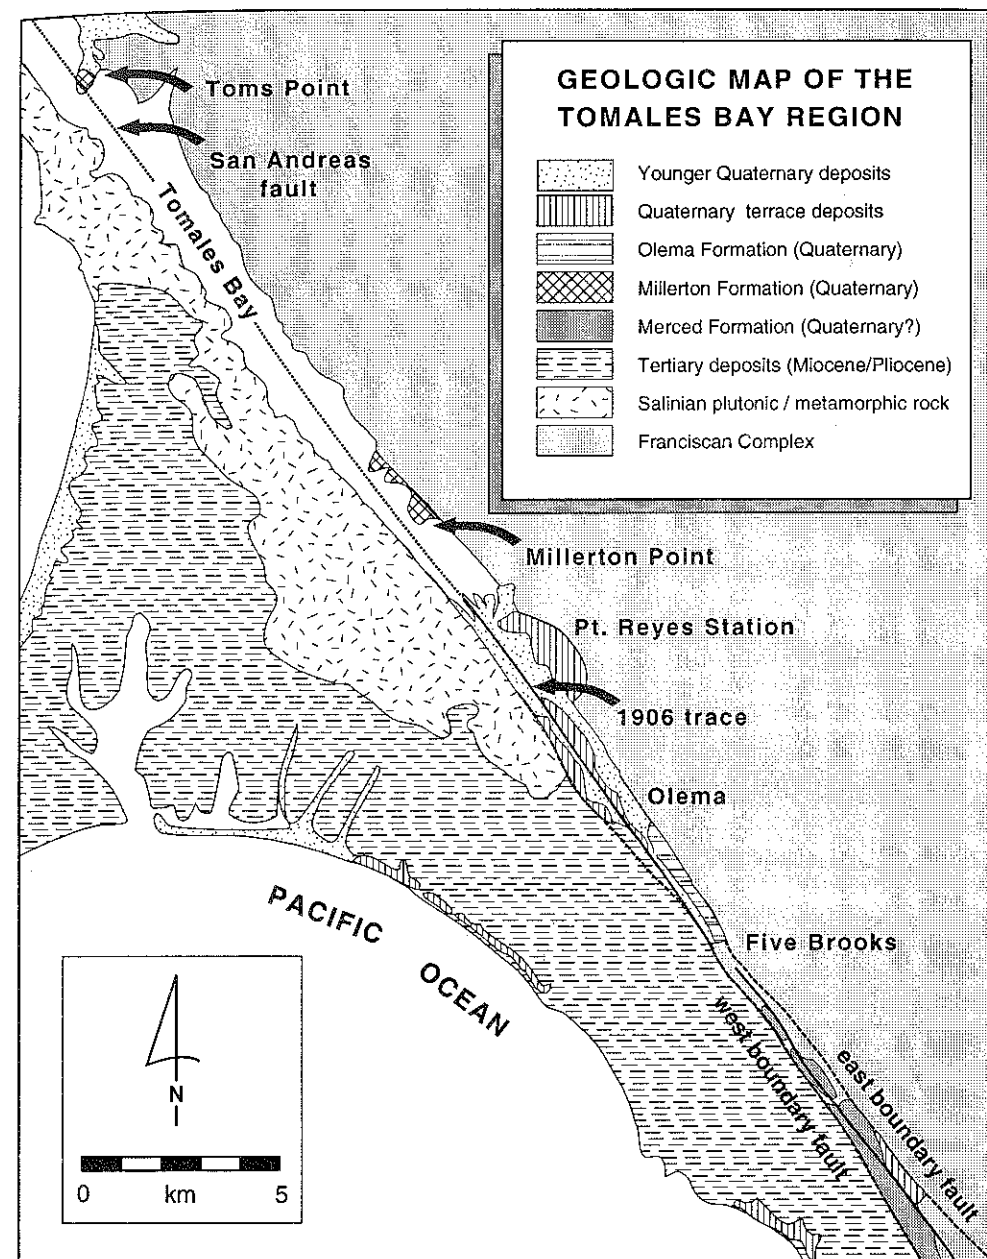 Toms Point
San Andreas
fault
Tomales Bay
GEOLOGIC MAP OF THE
TOMALES BAY REGION
Younger Quaternary deposits
Quaternary terrace deposits
Olema Formation (Quaternary)
Millerton Formation (Quaternary)
Merced Formation (Quaternary?)
Tertiary deposits (Miocene/Pliocene)
Salinian plutonic / metamorphic rock
Franciscan Complex
Millerton Point
Pt. Reyes Station
1906 trace
Olema
Five Brooks
west boundary fault
east boundary fault
PACIFIC
OCEAN
N
0 km 5